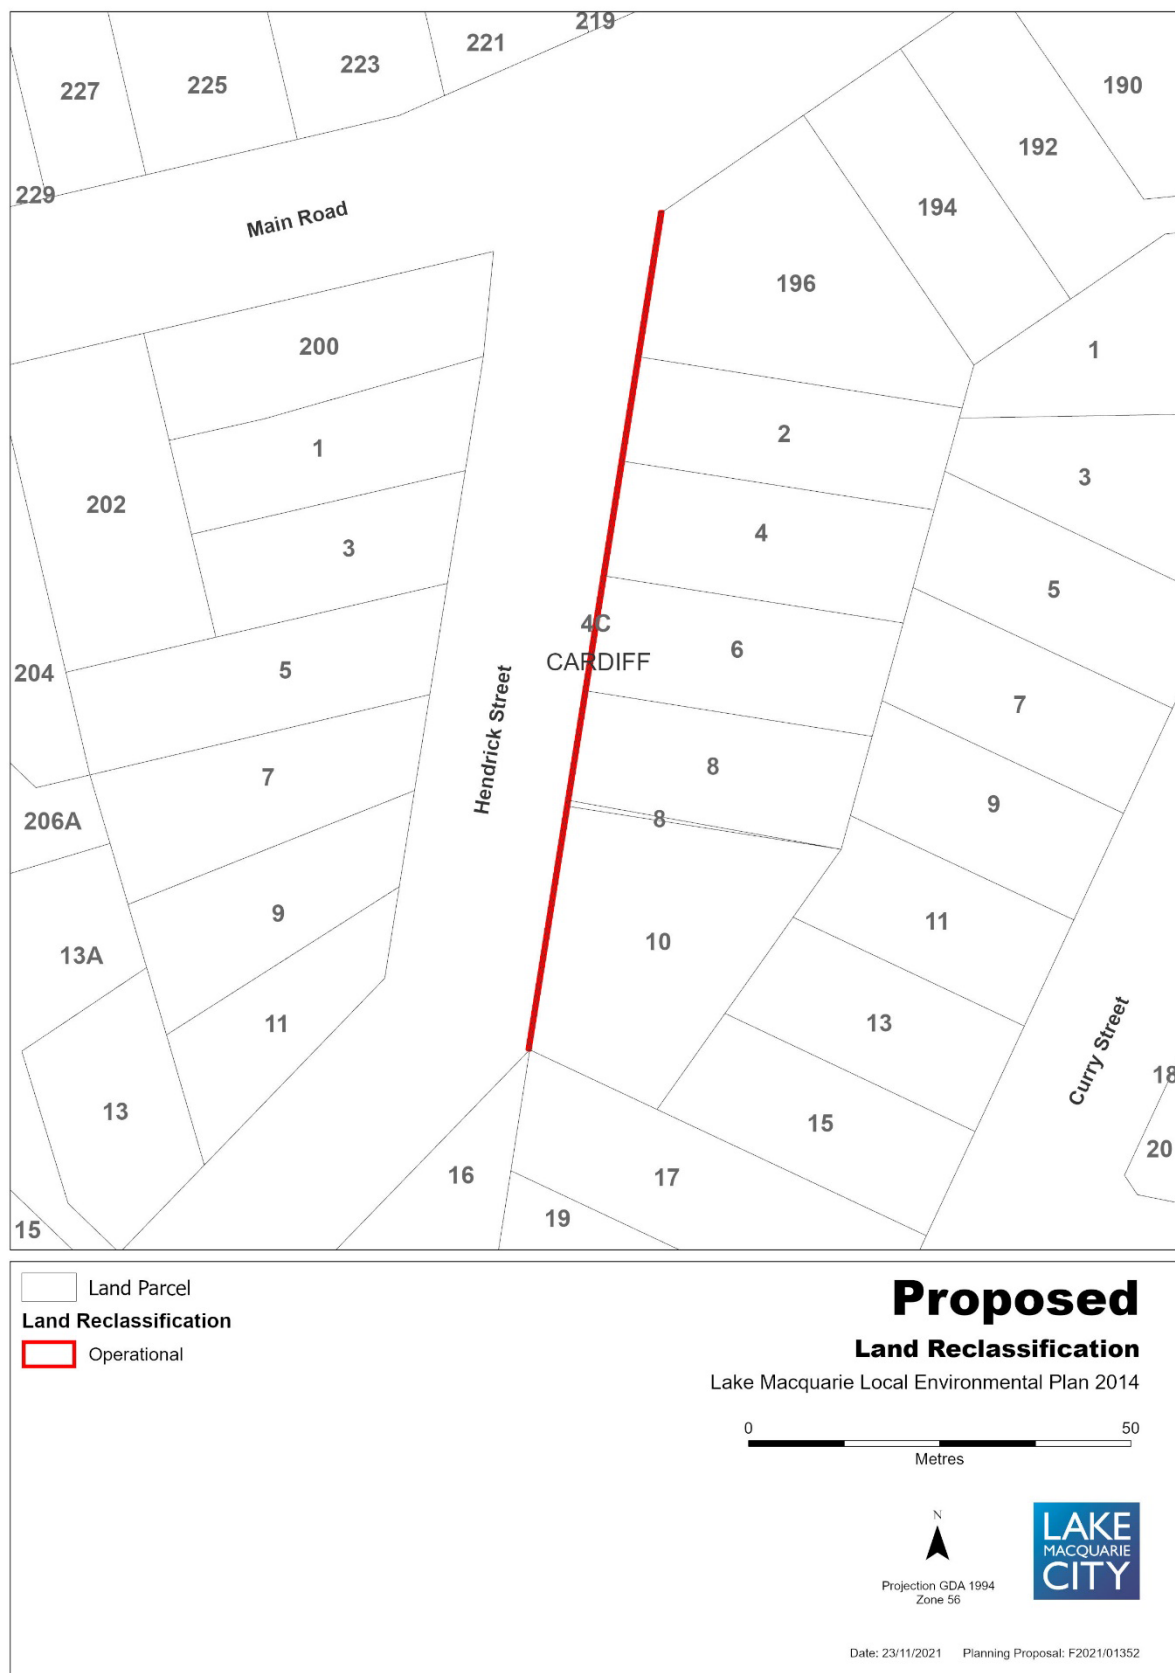 219
221
223
225
227
190
192
229
194
Main Road
196
200
1
2
1
3
202
4
3
5
4C
6
CARDIFF
204
5
Hendrick Street
7
8
7
9
206A
8
9
11
10
13A
11
13
Curry Street
18
13
15
20
16
17
19
15
Land Parcel
Land Reclassification
Operational
Proposed
Land Reclassification
Lake Macquarie Local Environmental Plan 2014
0 50
Metres
N
Projection GDA 1994
Zone 56
LAKE
MACQUARIE
CITY
Date: 23/11/2021 Planning Proposal: F2021/01352